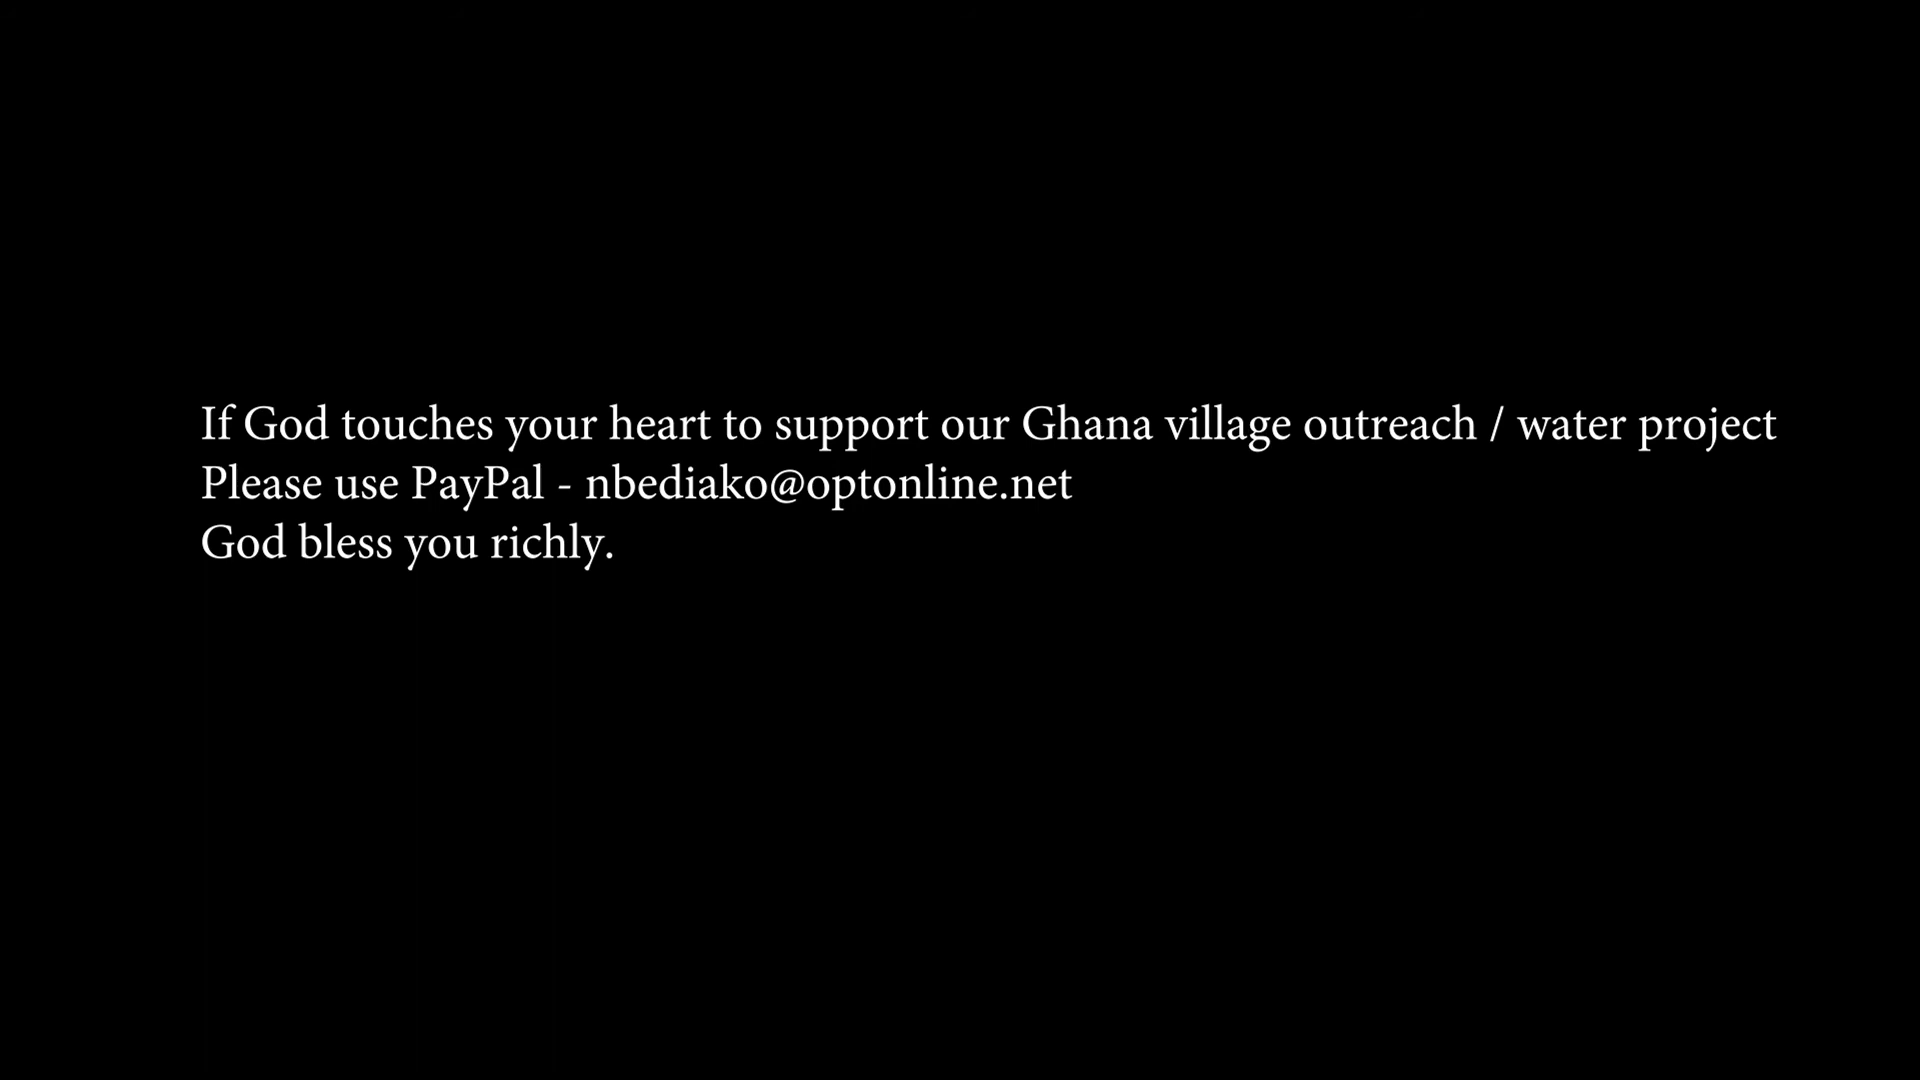 If God touches your heart to support our Ghana village outreach / water project
Please use PayPal - nbediako@optonline.net
God bless you richly.